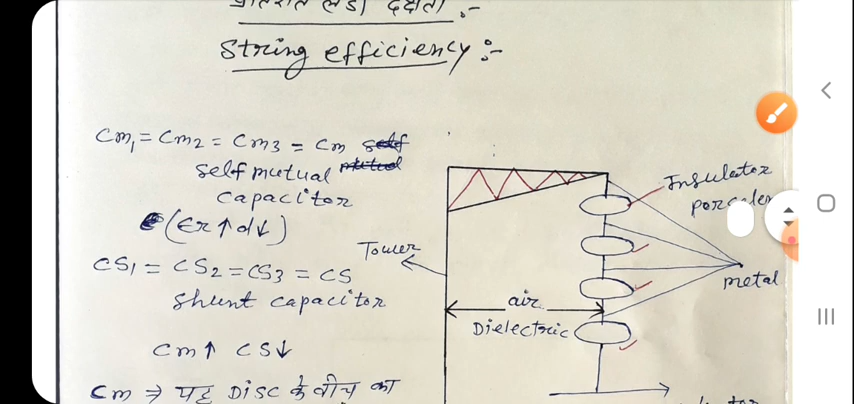 String efficiency :-
Cm1 = Cm2 = Cm3 = Cm
self mutual
capacitor
(Er↑ d↓)
CS1 = CS2 = CS3 = CS
Shunt capacitor
Cm↑ CS↓
Cm ⇒ यह DISC के बीच का
Tower
air
Dielectric
Insulator
metal